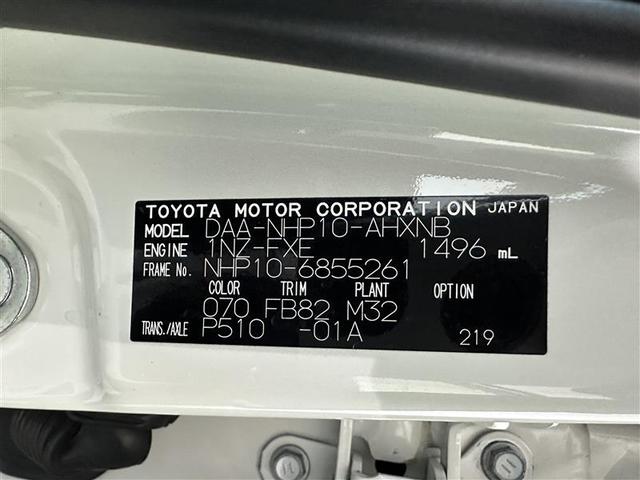 TOYOTA MOTOR CORPORATION JAPAN
MODEL DAA-NHP10-AHXNB
ENGINE 1NZ-FXE 1496 mL
FRAME No. NHP10-6855261
COLOR TRIM PLANT OPTION
070 FB82 M32
TRANS./AXLE P510 -01A 219